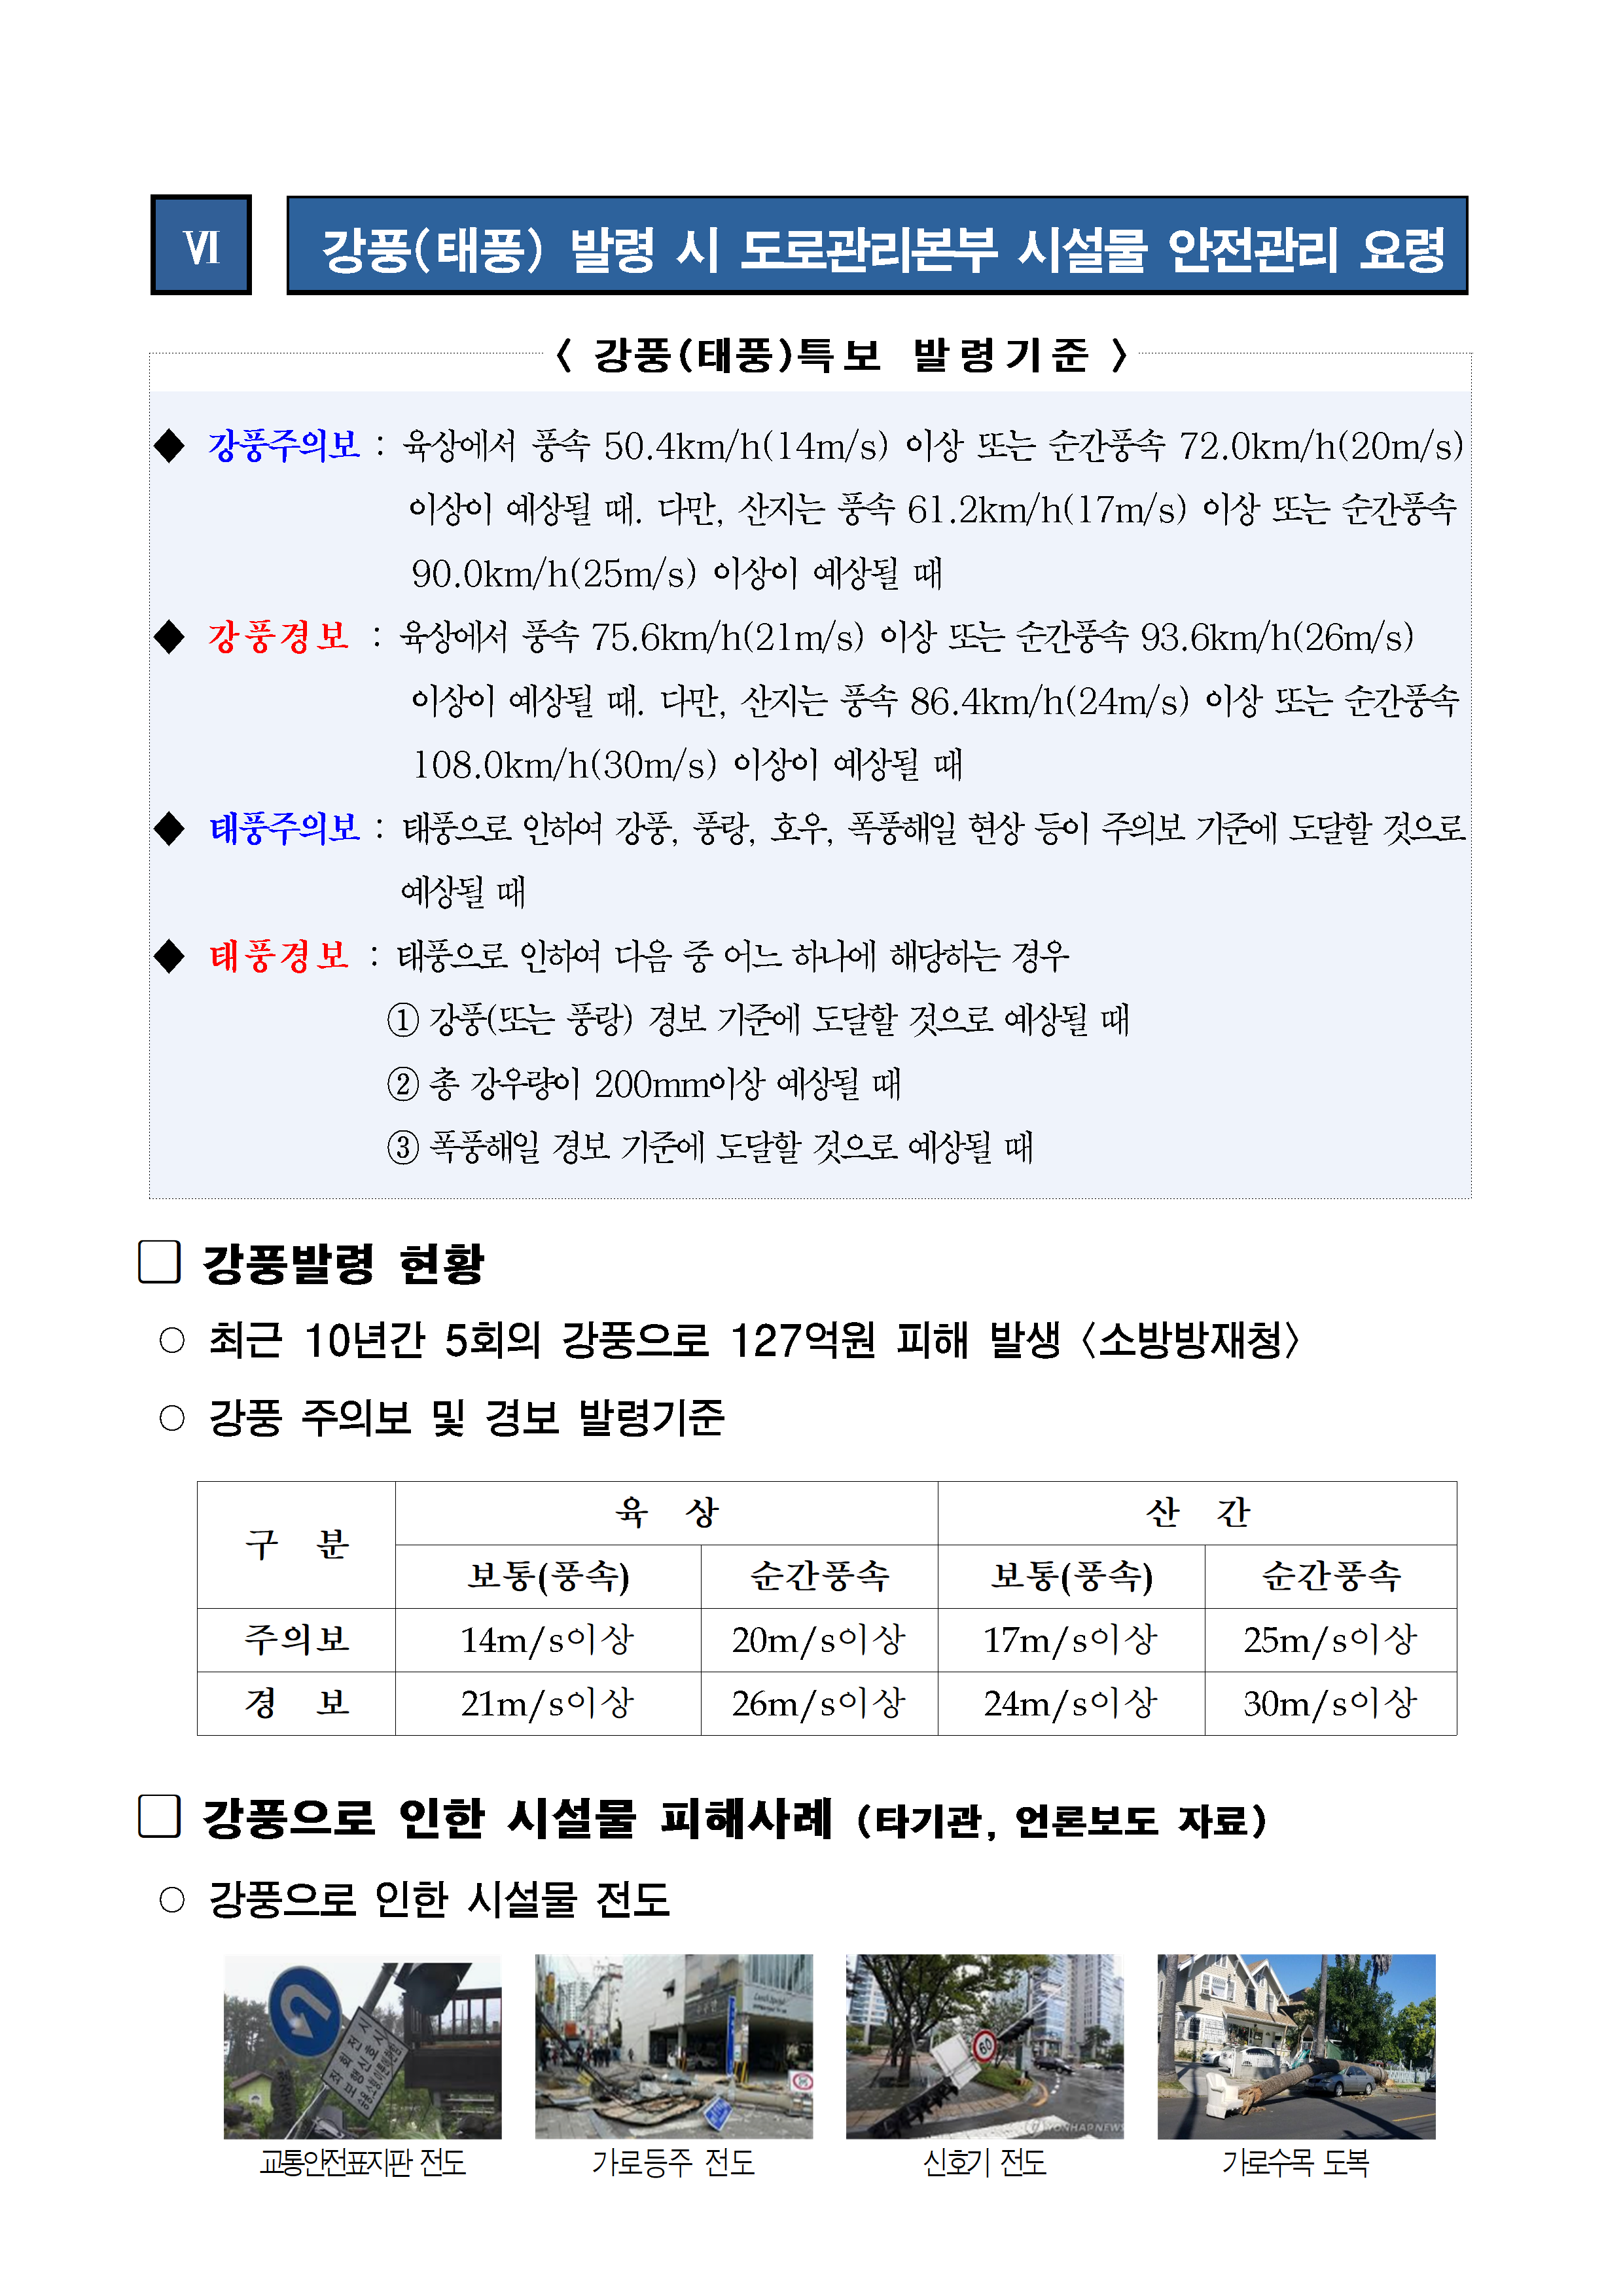 Ⅵ
강풍(태풍) 발령 시 도로관리본부 시설물 안전관리 요령
< 강풍(태풍)특보 발령기준 >
◆ 강풍주의보 : 육상에서 풍속 50.4km/h(14m/s) 이상 또는 순간풍속 72.0km/h(20m/s)
이상이 예상될 때. 다만, 산지는 풍속 61.2km/h(17m/s) 이상 또는 순간풍속
90.0km/h(25m/s) 이상이 예상될 때
◆ 강풍경보 : 육상에서 풍속 75.6km/h(21m/s) 이상 또는 순간풍속 93.6km/h(26m/s)
이상이 예상될 때. 다만, 산지는 풍속 86.4km/h(24m/s) 이상 또는 순간풍속
108.0km/h(30m/s) 이상이 예상될 때
◆ 태풍주의보 : 태풍으로 인하여 강풍, 풍랑, 호우, 폭풍해일 현상 등이 주의보 기준에 도달할 것으로
예상될 때
◆ 태풍경보 : 태풍으로 인하여 다음 중 어느 하나에 해당하는 경우
① 강풍(또는 풍랑) 경보 기준에 도달할 것으로 예상될 때
② 총 강우량이 200mm이상 예상될 때
③ 폭풍해일 경보 기준에 도달할 것으로 예상될 때
□ 강풍발령 현황
○ 최근 10년간 5회의 강풍으로 127억원 피해 발생 <소방방재청>
○ 강풍 주의보 및 경보 발령기준
구 분 육 상 산 간
보통(풍속) 순간풍속 보통(풍속) 순간풍속
주의보 14m/s이상 20m/s이상 17m/s이상 25m/s이상
경 보 21m/s이상 26m/s이상 24m/s이상 30m/s이상
□ 강풍으로 인한 시설물 피해사례 (타기관, 언론보도 자료)
○ 강풍으로 인한 시설물 전도
60
YONHAP NEWS
교통안전표지판 전도 가로등주 전도 신호기 전도 가로수목 도복